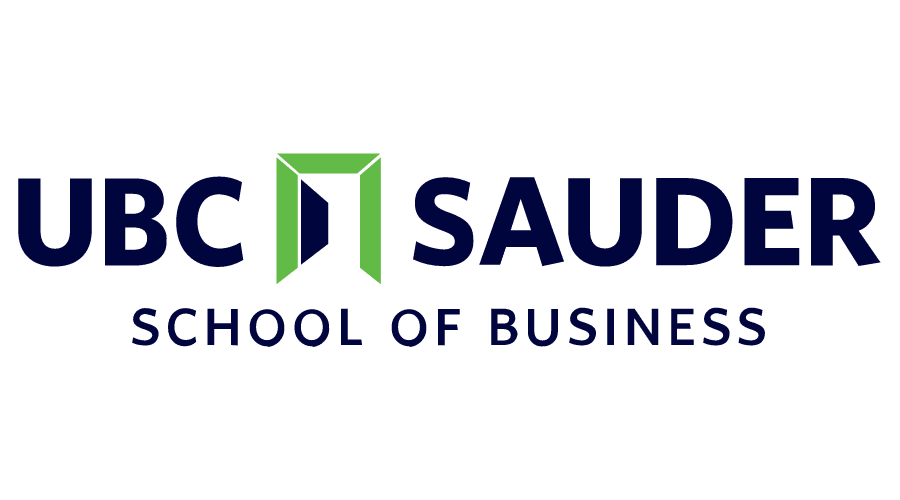 UBC SAUDER
SCHOOL OF BUSINESS